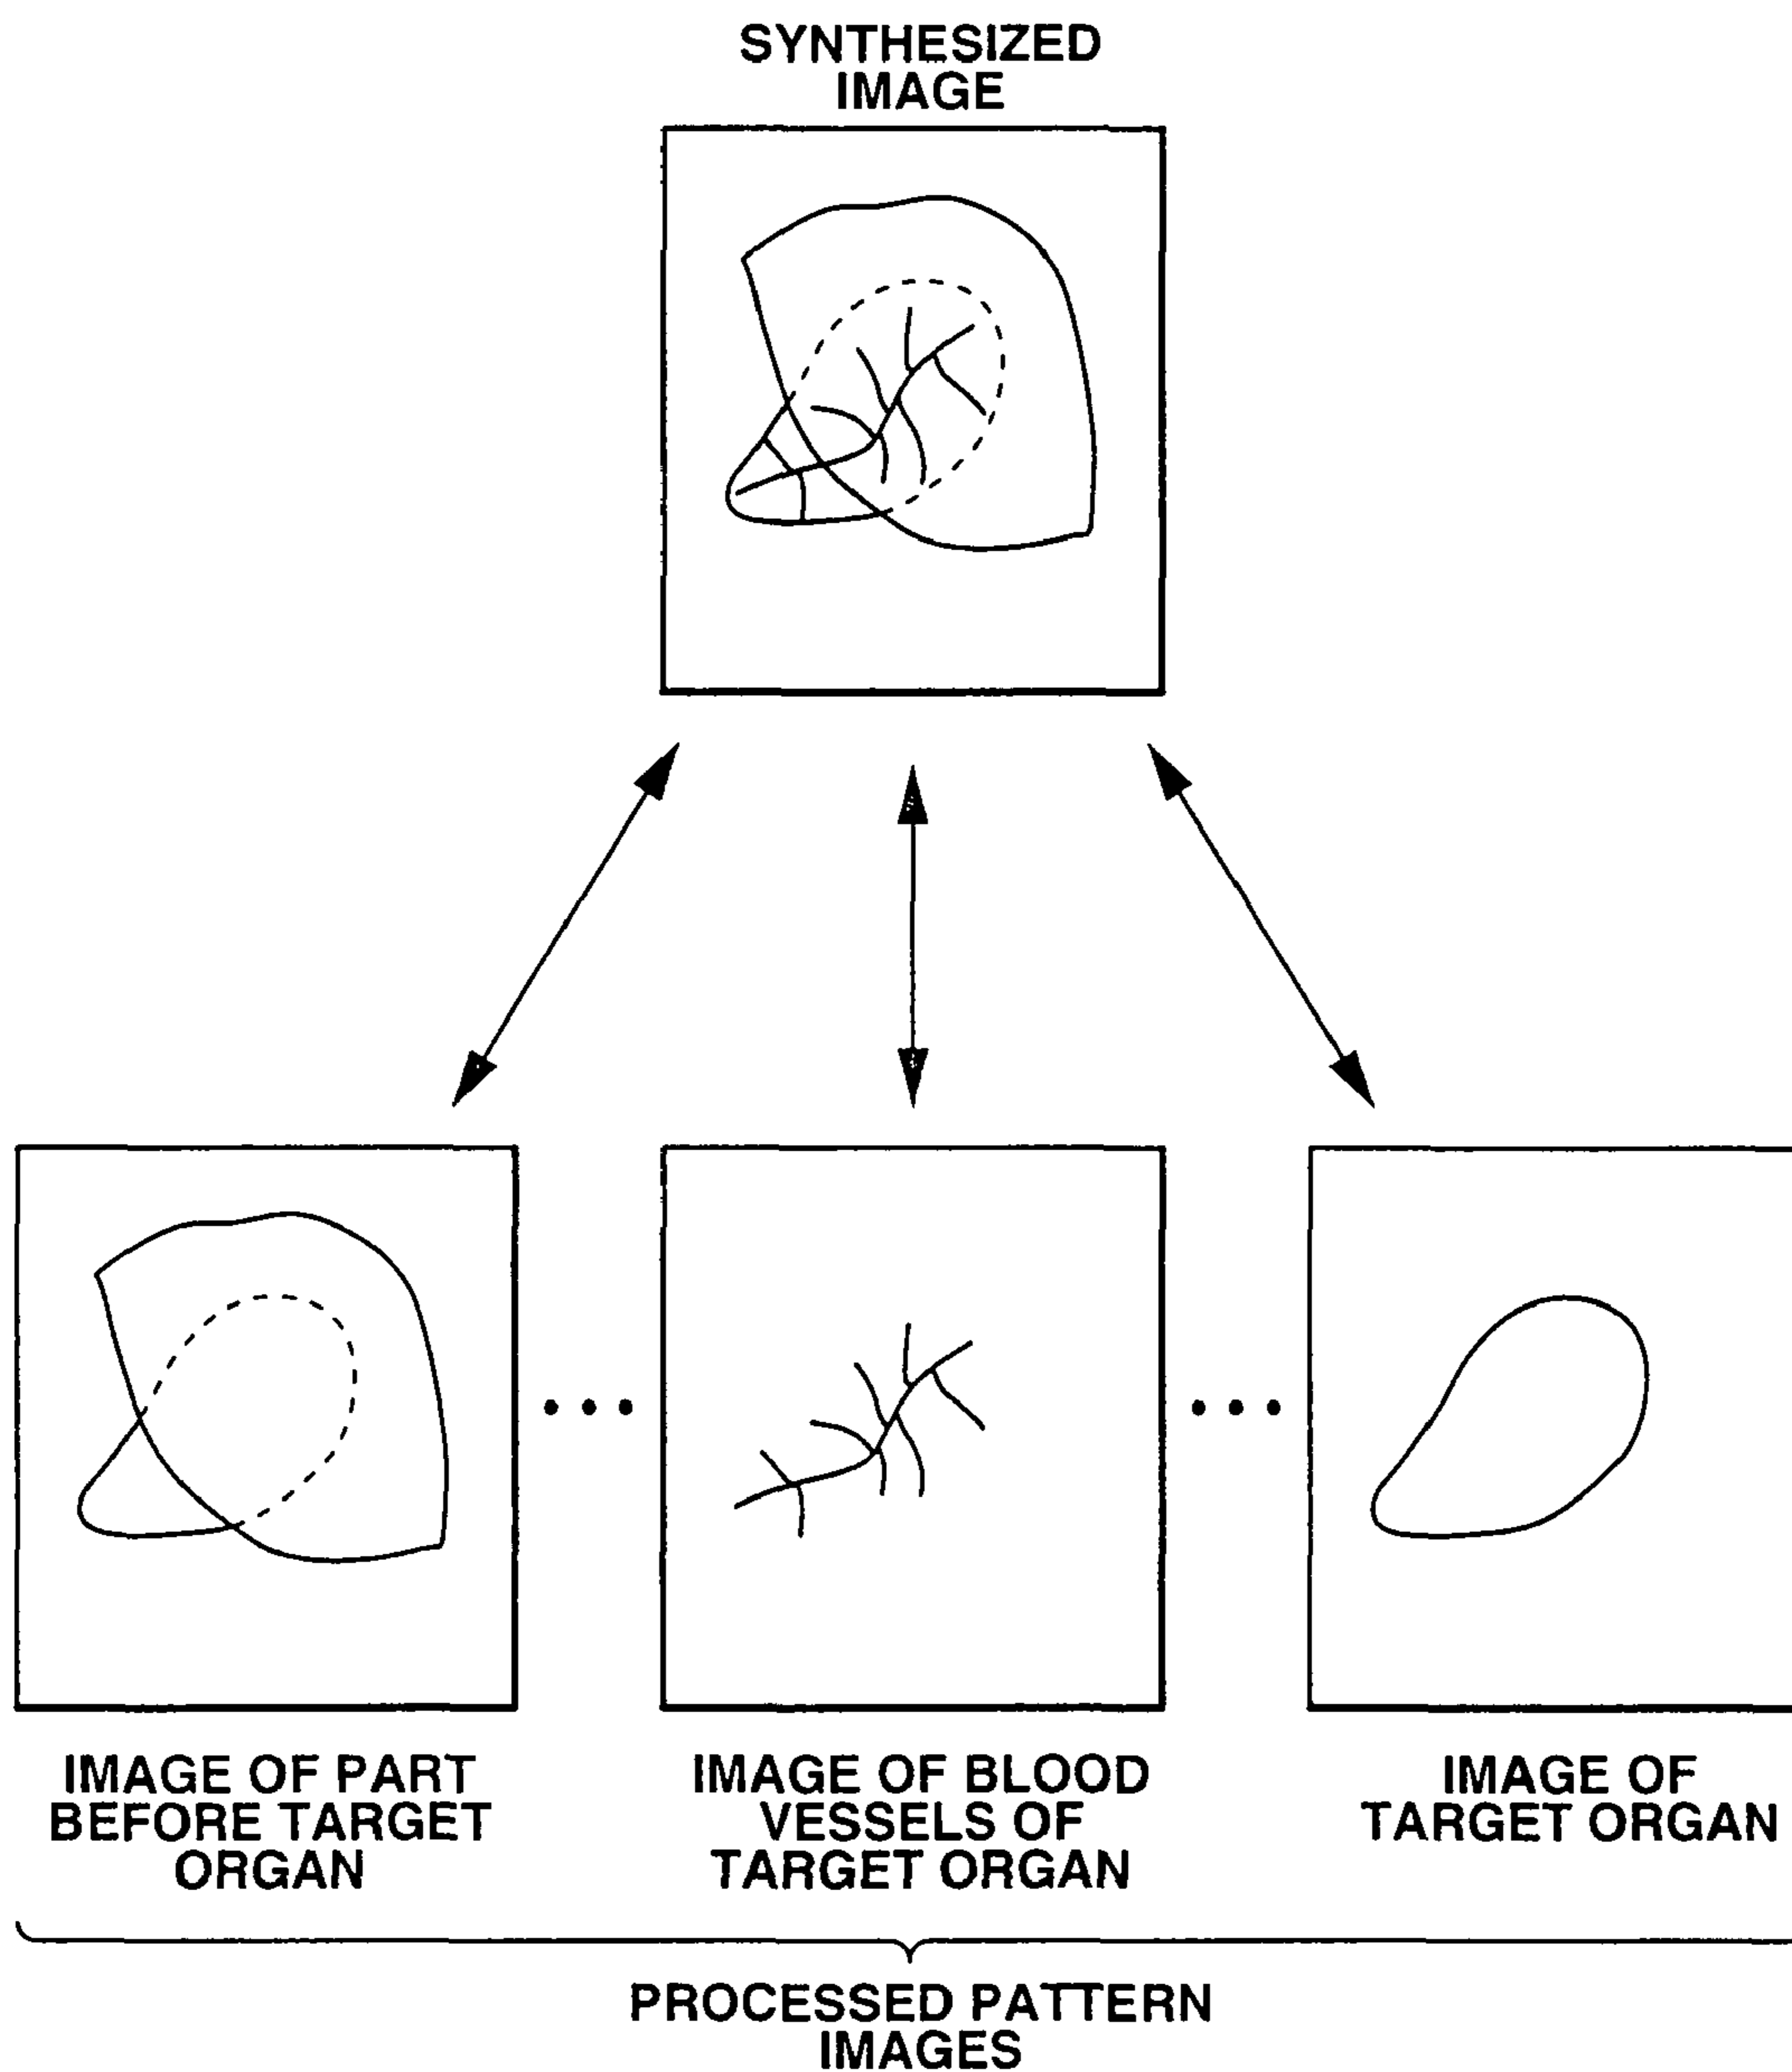 SYNTHESIZED
IMAGE
IMAGE OF PART
BEFORE TARGET
ORGAN
IMAGE OF BLOOD
VESSELS OF
TARGET ORGAN
IMAGE OF
TARGET ORGAN
PROCESSED PATTERN
IMAGES